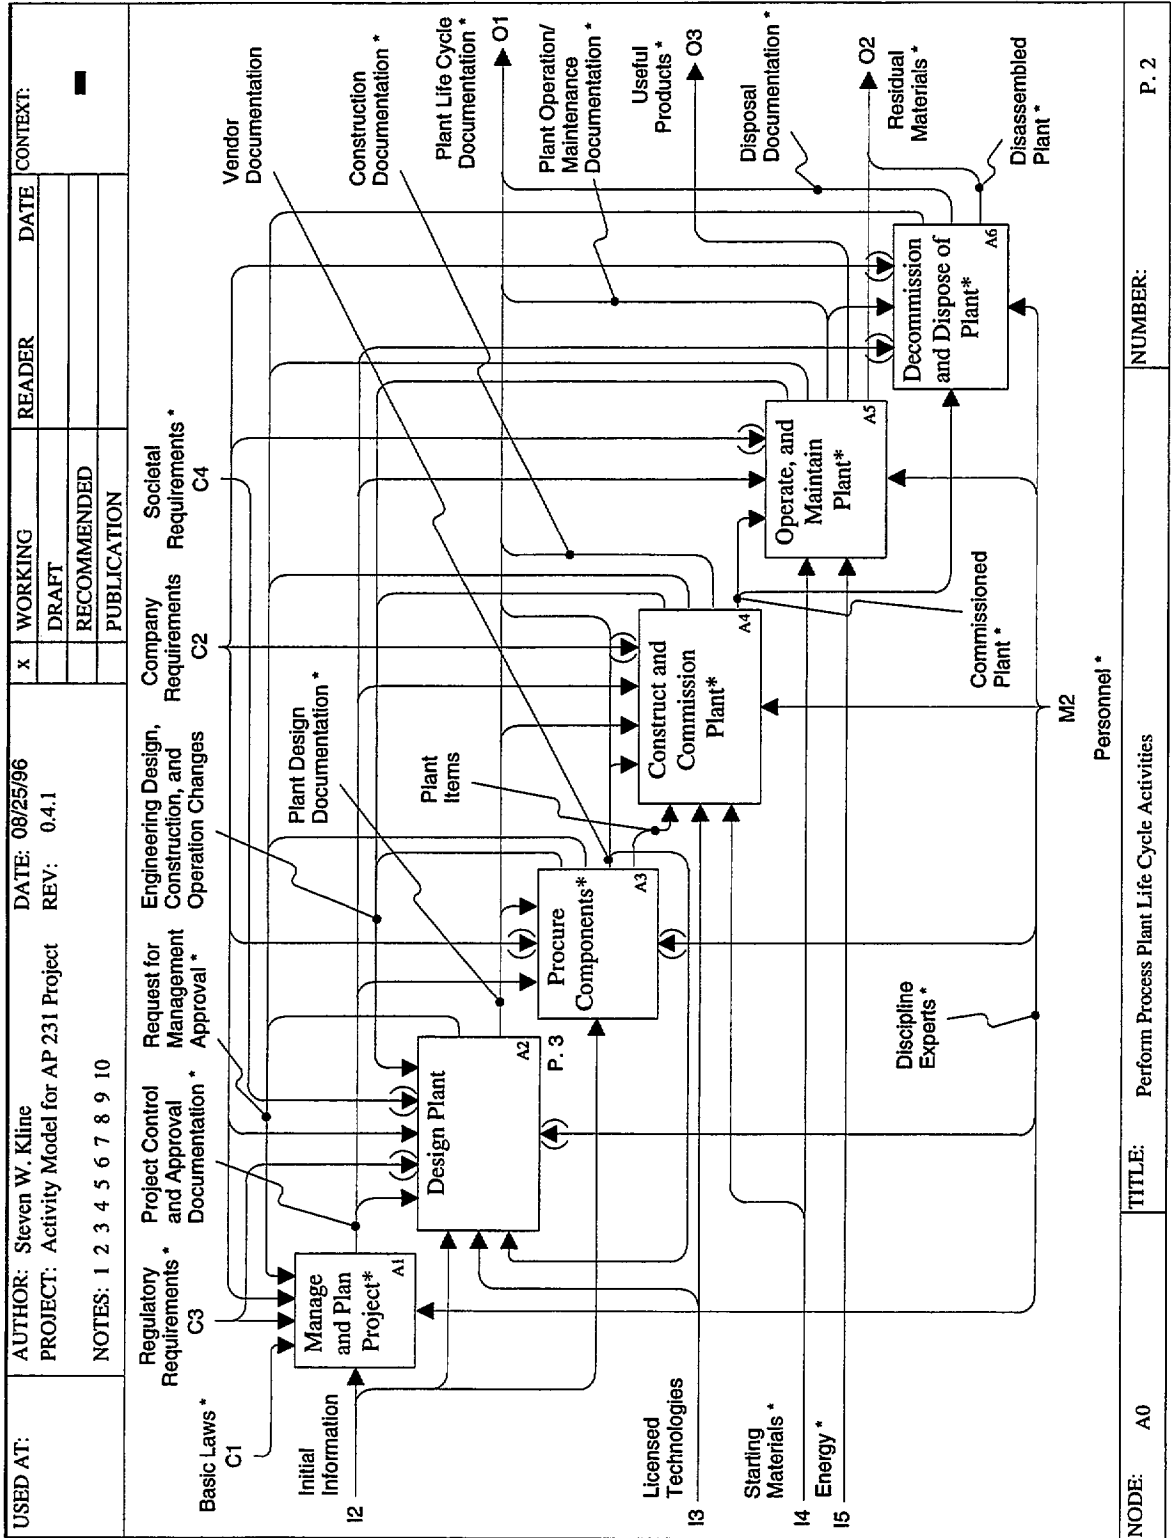 USED AT:
AUTHOR: Steven W. Kline
DATE: 08/25/96
PROJECT: Activity Model for AP 231 Project
REV: 0.4.1
NOTES: 1 2 3 4 5 6 7 8 9 10
X WORKING
DRAFT
RECOMMENDED
PUBLICATION
READER
DATE
CONTEXT:
Basic Laws *
C1
Regulatory
Requirements *
C3
Project Control
and Approval
Documentation *
Request for
Management
Approval *
Engineering Design,
Construction, and
Operation Changes
Company
Requirements
C2
Societal
Requirements *
C4
Vendor
Documentation
Construction
Documentation *
Plant Life Cycle
Documentation *
O1
Plant Operation/
Maintenance
Documentation *
Useful
Products *
O3
Disposal
Documentation *
Residual
Materials *
O2
Disassembled
Plant *
Initial
Information
I2
Manage
and Plan
Project*
A1
Design Plant
A2
P. 3
Plant Design
Documentation *
Procure
Components*
A3
Plant
Items
Construct and
Commission
Plant*
A4
Operate, and
Maintain
Plant*
A5
Decommission
and Dispose of
Plant*
A6
Licensed
Technologies
I3
Starting
Materials *
I4
Energy *
I5
Discipline
Experts *
Commissioned
Plant *
M2
Personnel *
NODE: A0
TITLE: Perform Process Plant Life Cycle Activities
NUMBER:
P. 2